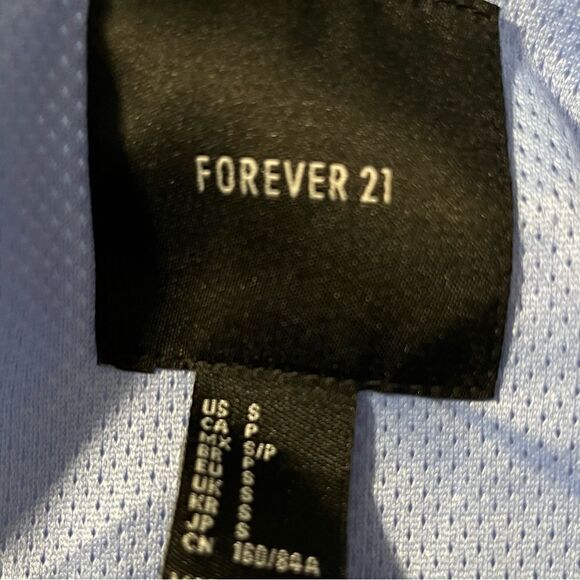 FOREVER 21
US S
CA P
MX S/P
BR P
EU S
UK S
KR S
JP S
CN 160/84A